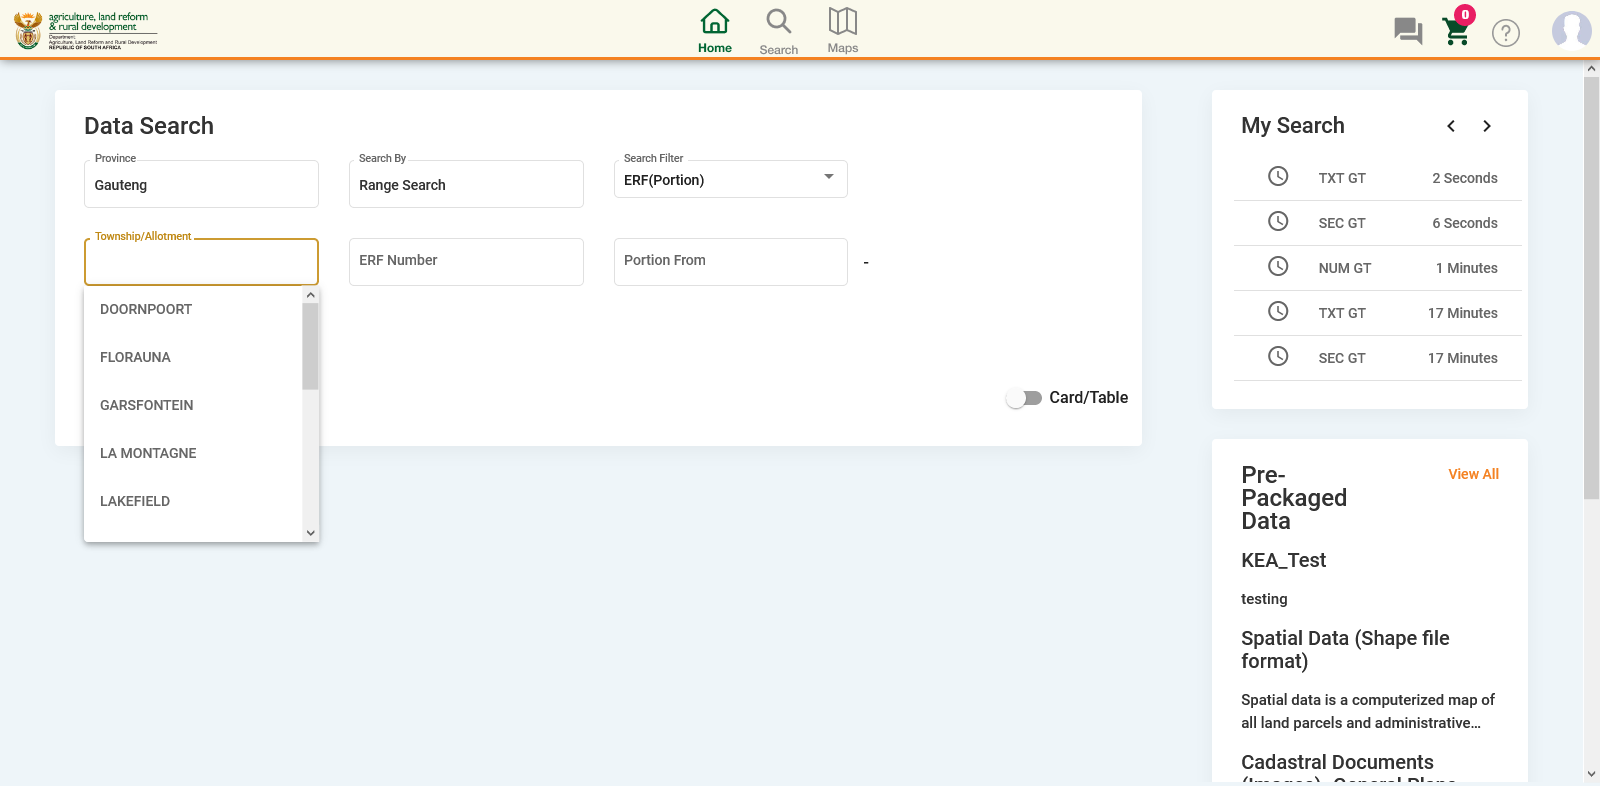 agriculture, land reform
& rural development
Department:
Agriculture, Land Reform and Rural Development
REPUBLIC OF SOUTH AFRICA
Home
Search
Maps
0
?
Data Search
Province
Gauteng
Search By
Range Search
Search Filter
ERF(Portion)
Township/Allotment
ERF Number
Portion From
-
DOORNPOORT
FLORAUNA
GARSFONTEIN
LA MONTAGNE
LAKEFIELD
Card/Table
My Search
TXT GT 2 Seconds
SEC GT 6 Seconds
NUM GT 1 Minutes
TXT GT 17 Minutes
SEC GT 17 Minutes
Pre-
Packaged
Data
View All
KEA_Test
testing
Spatial Data (Shape file
format)
Spatial data is a computerized map of
all land parcels and administrative...
Cadastral Documents
(Images), General Plans